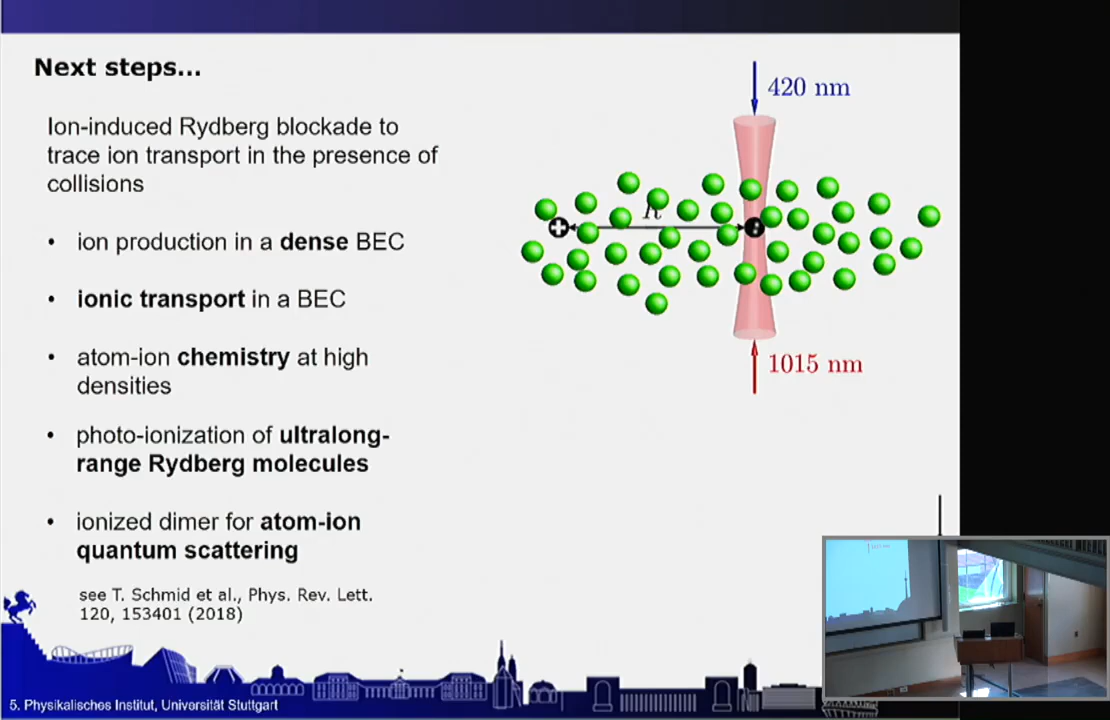 Next steps...
Ion-induced Rydberg blockade to
trace ion transport in the presence of
collisions
• ion production in a dense BEC
• ionic transport in a BEC
• atom-ion chemistry at high
densities
• photo-ionization of ultralong-
range Rydberg molecules
• ionized dimer for atom-ion
quantum scattering
see T. Schmid et al., Phys. Rev. Lett.
120, 153401 (2018)
420 nm
R
1015 nm
5. Physikalisches Institut, Universität Stuttgart